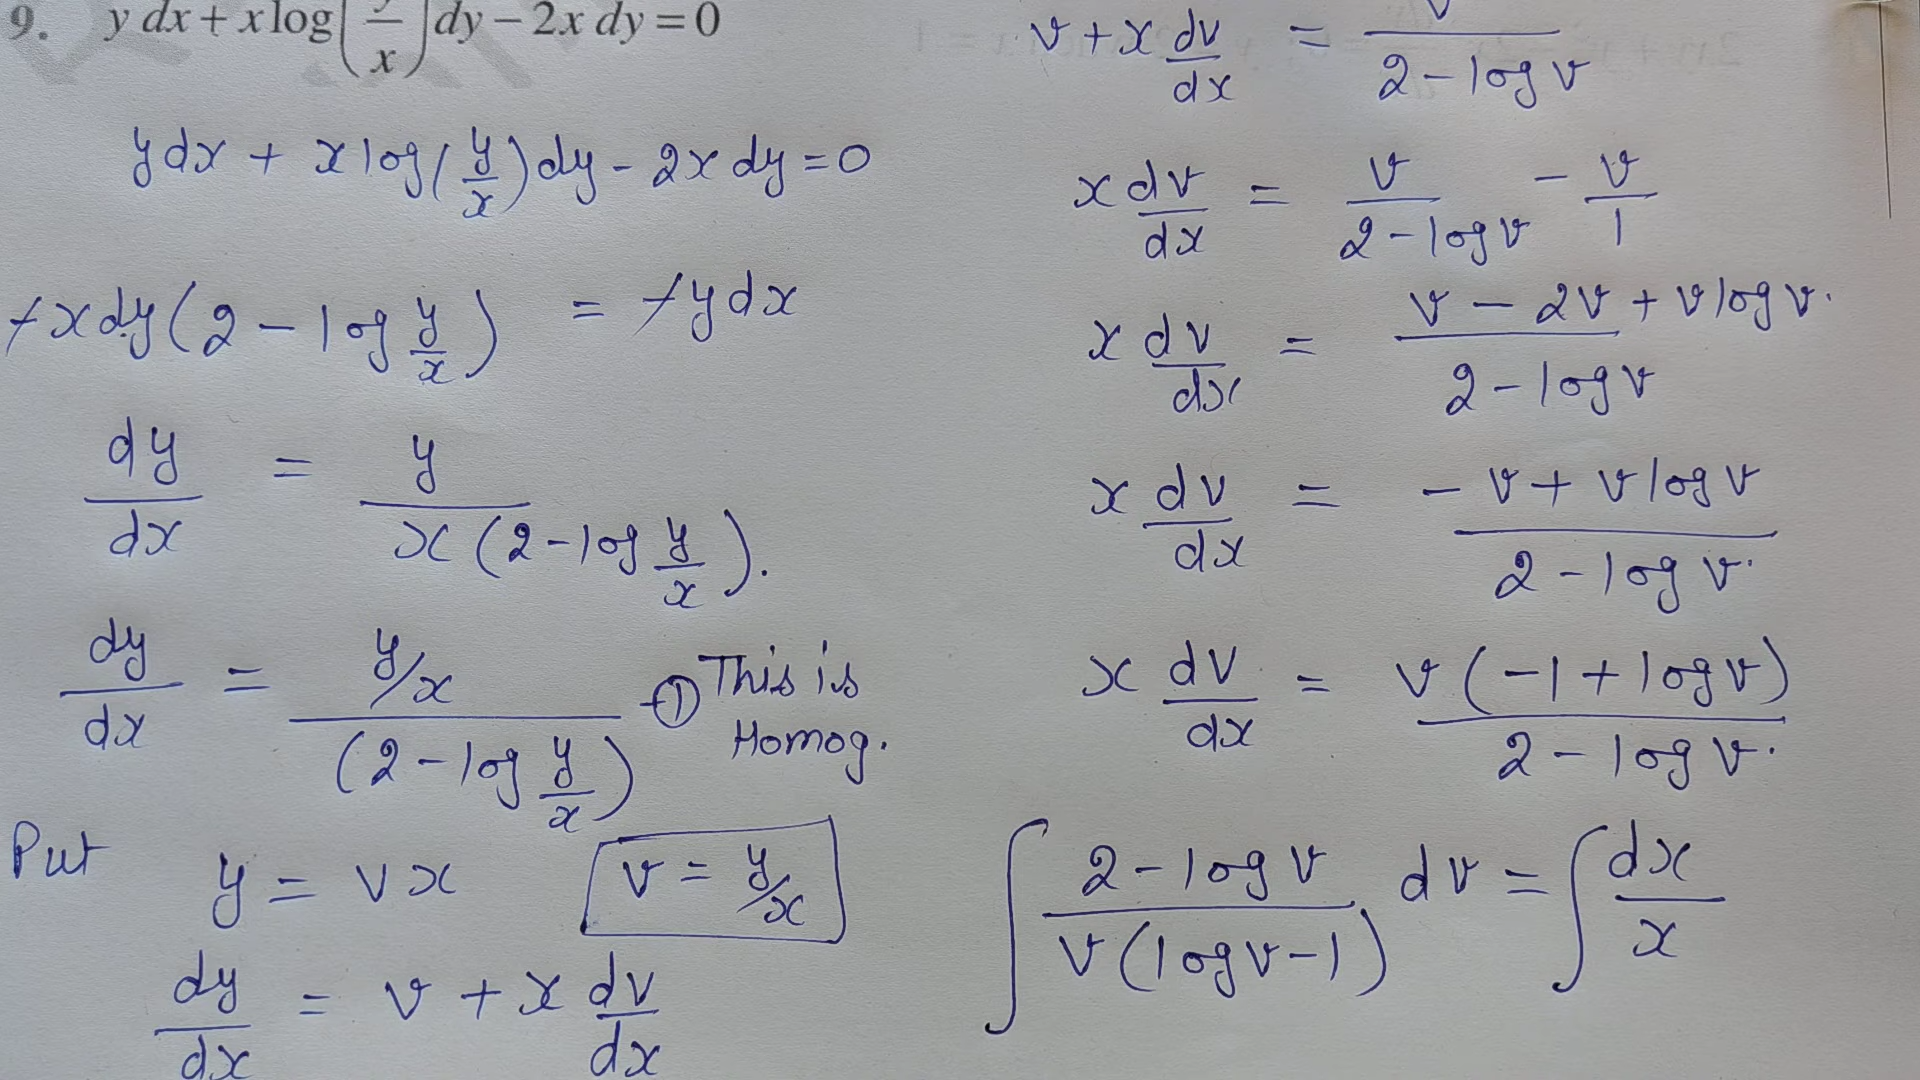 9. y dx + x log(y/x) dy − 2x dy = 0
ydx + x log(y/x) dy − 2x dy = 0
-x dy(2 − log y/x) = -y dx
dy/dx = y / x(2 − log y/x).
dy/dx = y/x / (2 − log y/x) -① This is
Homog.
Put y = vx v = y/x
dy/dx = v + x dv/dx
v + x dv/dx = v / 2 − log v
x dv/dx = v / 2 − log v − v/1
x dv/dx = v − 2v + v log v. / 2 − log v
x dv/dx = − v + v log v / 2 − log v.
x dv/dx = v(−1 + log v) / 2 − log v.
∫ 2 − log v / v(log v − 1) dv = ∫ dx/x